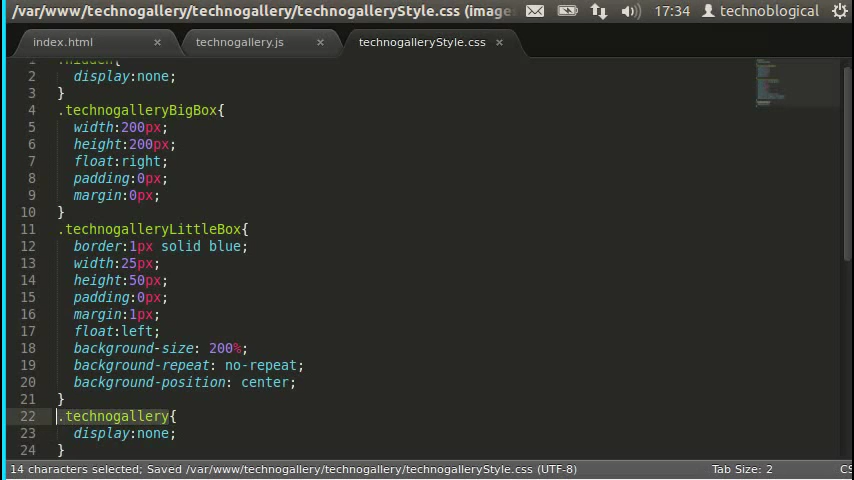 /var/www/technogallery/technogallery/technogalleryStyle.css (image 17:34 technoblogical
index.html × technogallery.js × technogalleryStyle.css ×
1 .hidden{
2 display:none;
3 }
4 .technogalleryBigBox{
5 width:200px;
6 height:200px;
7 float:right;
8 padding:0px;
9 margin:0px;
10 }
11 .technogalleryLittleBox{
12 border:1px solid blue;
13 width:25px;
14 height:50px;
15 padding:0px;
16 margin:1px;
17 float:left;
18 background-size: 200%;
19 background-repeat: no-repeat;
20 background-position: center;
21 }
22 .technogallery{
23 display:none;
24 }
14 characters selected; Saved /var/www/technogallery/technogallery/technogalleryStyle.css (UTF-8) Tab Size: 2 CS